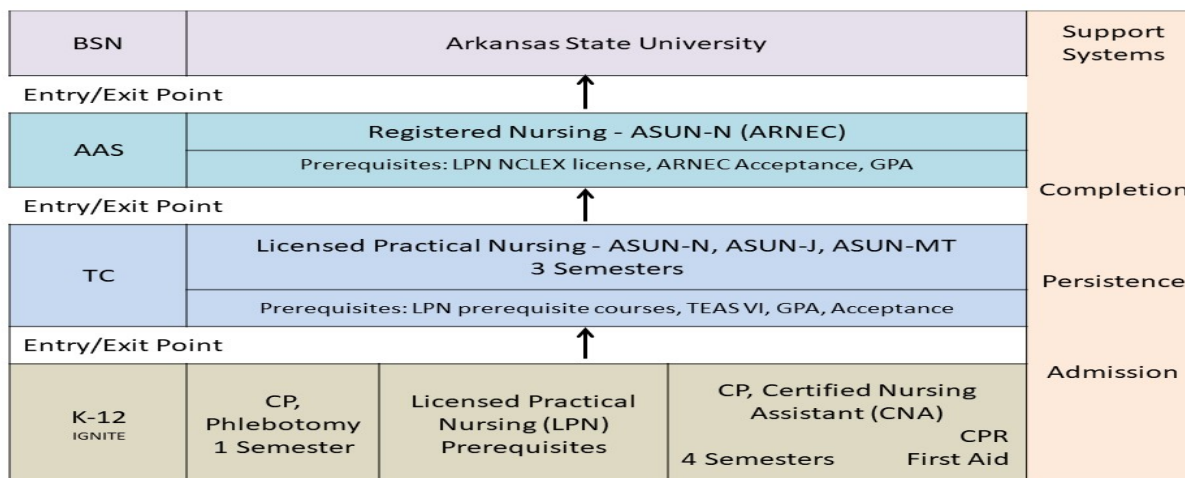 BSN
Arkansas State University
Support
Systems
Entry/Exit Point
AAS
Registered Nursing - ASUN-N (ARNEC)
Prerequisites: LPN NCLEX license, ARNEC Acceptance, GPA
Completion
Entry/Exit Point
TC
Licensed Practical Nursing - ASUN-N, ASUN-J, ASUN-MT
3 Semesters
Prerequisites: LPN prerequisite courses, TEAS VI, GPA, Acceptance
Persistence
Entry/Exit Point
Admission
K-12
IGNITE
CP,
Phlebotomy
1 Semester
Licensed Practical
Nursing (LPN)
Prerequisites
CP, Certified Nursing
Assistant (CNA)
CPR
4 Semesters First Aid